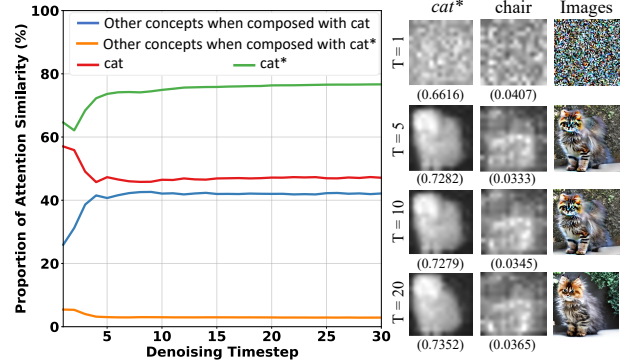 Proportion of Attention Similarity (%)
100
80
60
40
20
0
Other concepts when composed with cat
Other concepts when composed with cat*
cat
cat*
5 10 15 20 25 30
Denoising Timestep
cat* chair Images
T = 1
(0.6616) (0.0407)
T = 5
(0.7282) (0.0333)
T = 10
(0.7279) (0.0345)
T = 20
(0.7352) (0.0365)